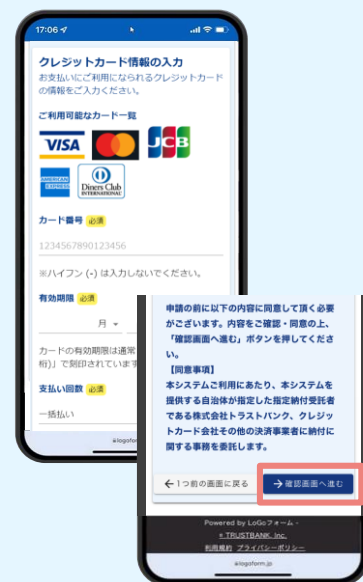 17:06
クレジットカード情報の入力
お支払いにご利用になられるクレジットカード
の情報をご入力ください。
ご利用可能なカード一覧
VISA
JCB
AMERICAN
EXPRESS
Diners Club
INTERNATIONAL
カード番号 必須
1234567890123456
※ハイフン (-) は入力しないでください。
有効期限 必須
月
カードの有効期限は通常
桁)」で刻印されています
支払い回数 必須
一括払い
申請の前に以下の内容に同意して頂く必要
がございます。内容をご確認・同意の上、
「確認画面へ進む」ボタンを押してくださ
い。
【同意事項】
本システムご利用にあたり、本システムを
提供する自治体が指定した指定納付受託者
である株式会社トラストバンク、クレジッ
トカード会社その他の決済事業者に納付に
関する事務を委託します。
←1つ前の画面に戻る
→確認画面へ進む
Powered by LoGoフォーム -
© TRUSTBANK, Inc.
利用規約 プライバシーポリシー
logoform.jp